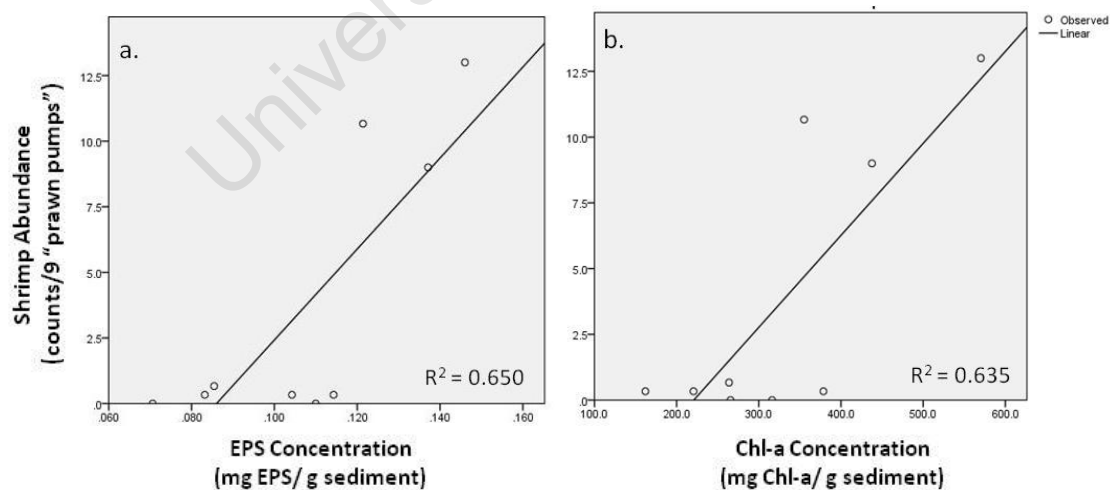 Univer
a.
Shrimp Abundance
(counts/9 “prawn pumps”)
12.5
10.0
7.5
5.0
2.5
.0
.060
.080
.100
.120
.140
.160
R² = 0.650
EPS Concentration
(mg EPS/ g sediment)
b.
12.5
10.0
7.5
5.0
2.5
.0
100.0
200.0
300.0
400.0
500.0
600.0
R² = 0.635
Chl-a Concentration
(mg Chl-a/ g sediment)
Observed
Linear